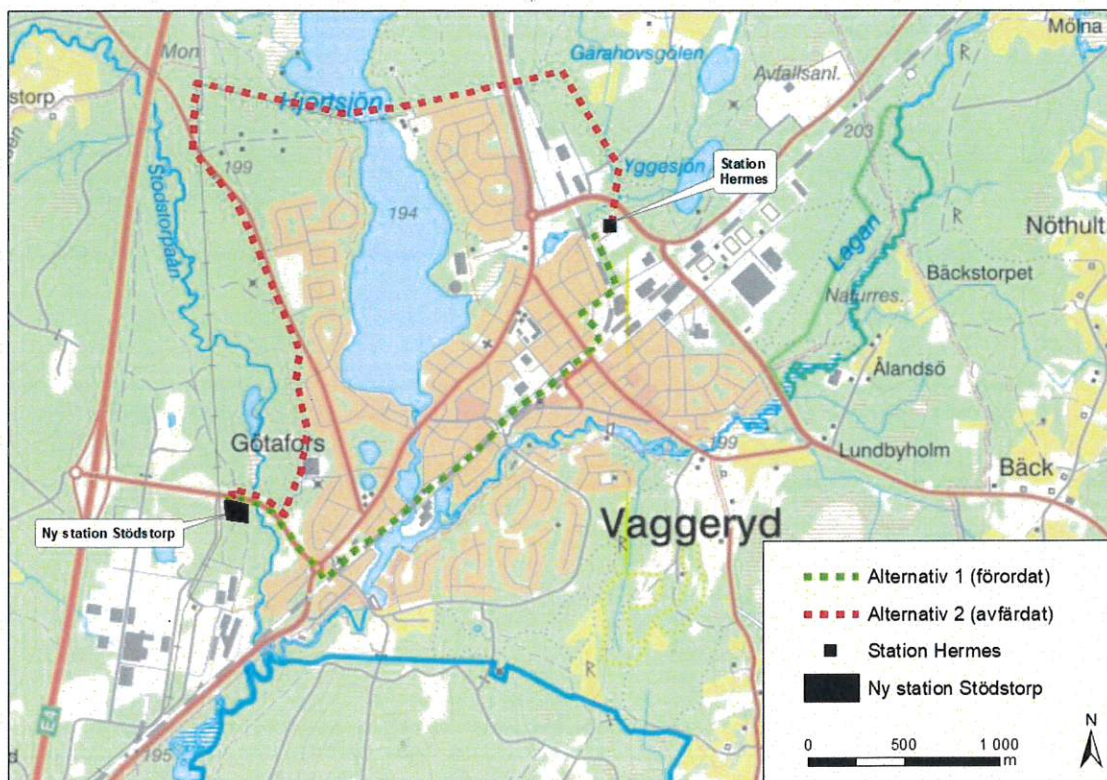 Mölna
Mon
Garahovsgölen
Avfallsanl.
storp
Hjortsjön
203
199
Yggesjön
Station
Hermes
Stödstorpaån
194
Lagan
Nöthult
Bäckstorpet
Naturres.
Ålandsö
Götafors
199
Lundbyholm
Bäck
Ny station Stödstorp
Vaggeryd
R
R
R
R
R
R
E4
195
d
Alternativ 1 (förordat)
Alternativ 2 (avfärdat)
Station Hermes
Ny station Stödstorp
N
0 500 1 000
m